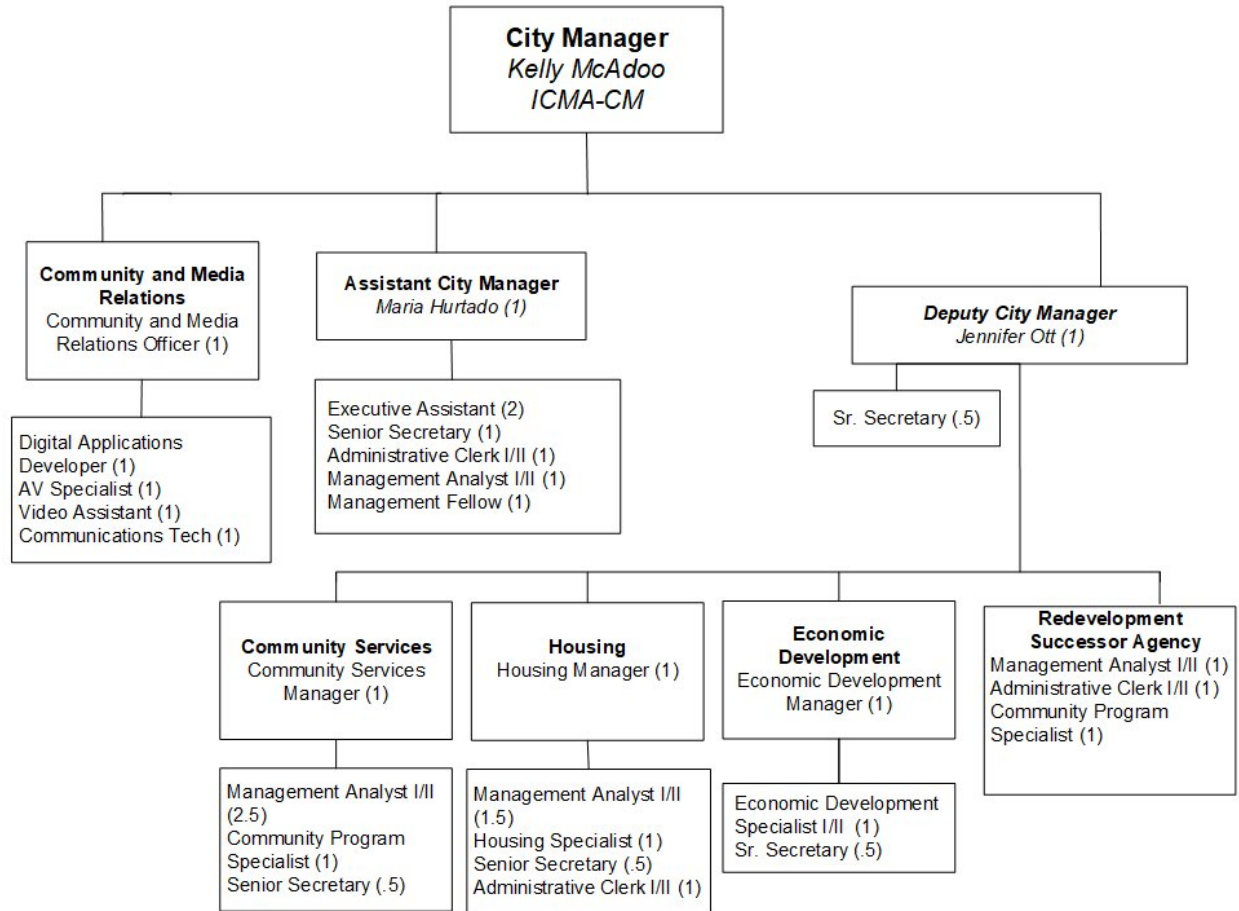 City Manager
Kelly McAdoo
ICMA-CM
Community and Media
Relations
Community and Media
Relations Officer (1)
Assistant City Manager
Maria Hurtado (1)
Deputy City Manager
Jennifer Ott (1)
Digital Applications
Developer (1)
AV Specialist (1)
Video Assistant (1)
Communications Tech (1)
Executive Assistant (2)
Senior Secretary (1)
Administrative Clerk I/II (1)
Management Analyst I/II (1)
Management Fellow (1)
Sr. Secretary (.5)
Community Services
Community Services
Manager (1)
Housing
Housing Manager (1)
Economic
Development
Economic Development
Manager (1)
Redevelopment
Successor Agency
Management Analyst I/II (1)
Administrative Clerk I/II (1)
Community Program
Specialist (1)
Management Analyst I/II
(2.5)
Community Program
Specialist (1)
Senior Secretary (.5)
Management Analyst I/II
(1.5)
Housing Specialist (1)
Senior Secretary (.5)
Administrative Clerk I/II (1)
Economic Development
Specialist I/II (1)
Sr. Secretary (.5)